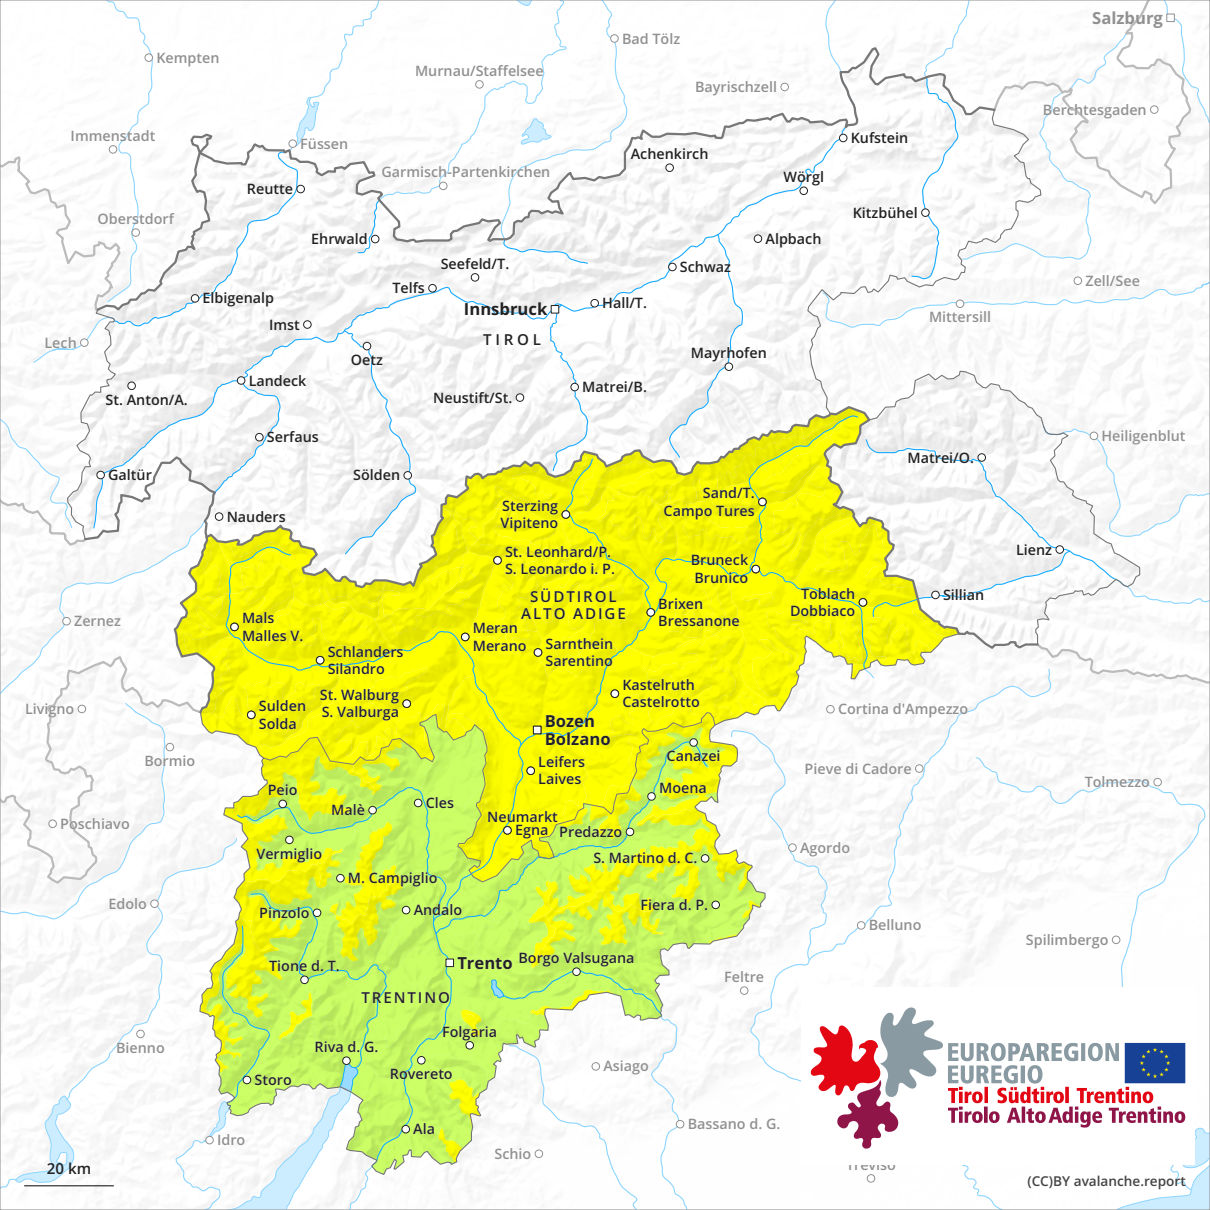 Salzburg
Bad Tölz
Kempten
Murnau/Staffelsee
Bayrischzell
Berchtesgaden
Immenstadt
Füssen
Kufstein
Achenkirch
Garmisch-Partenkirchen
Wörgl
Reutte
Oberstdorf
Kitzbühel
Ehrwald
Alpbach
Seefeld/T.
Schwaz
Zell/See
Telfs
Elbigenalp
Innsbruck
Hall/T.
Mittersill
Imst
TIROL
Lech
Oetz
Mayrhofen
Landeck
Matrei/B.
St. Anton/A.
Neustift/St.
Serfaus
Heiligenblut
Matrei/O.
Galtür
Sölden
Sand/T.
Campo Tures
Sterzing
Vipiteno
Nauders
St. Leonhard/P.
S. Leonardo i. P.
Lienz
Bruneck
Brunico
SÜDTIROL
ALTO ADIGE
Toblach
Dobbiaco
Sillian
Brixen
Bressanone
Zernez
Mals
Malles V.
Meran
Merano
Sarnthein
Sarentino
Schlanders
Silandro
Kastelruth
Castelrotto
St. Walburg
S. Valburga
Livigno
Sulden
Solda
Cortina d'Ampezzo
Bozen
Bolzano
Bormio
Canazei
Leifers
Laives
Pieve di Cadore
Tolmezzo
Peio
Moena
Malè
Cles
Neumarkt
Egna
Poschiavo
Predazzo
Vermiglio
Agordo
S. Martino d. C.
M. Campiglio
Edolo
Pinzolo
Andalo
Fiera d. P.
Belluno
Spilimbergo
Trento
Borgo Valsugana
Tione d. T.
Feltre
TRENTINO
Bienno
Folgaria
Riva d. G.
Rovereto
Asiago
Storo
EUROPAREGION
EUREGIO
Tirol Südtirol Trentino
Tirolo Alto Adige Trentino
Ala
Bassano d. G.
Idro
Schio
Treviso
20 km
(CC)BY avalanche.report